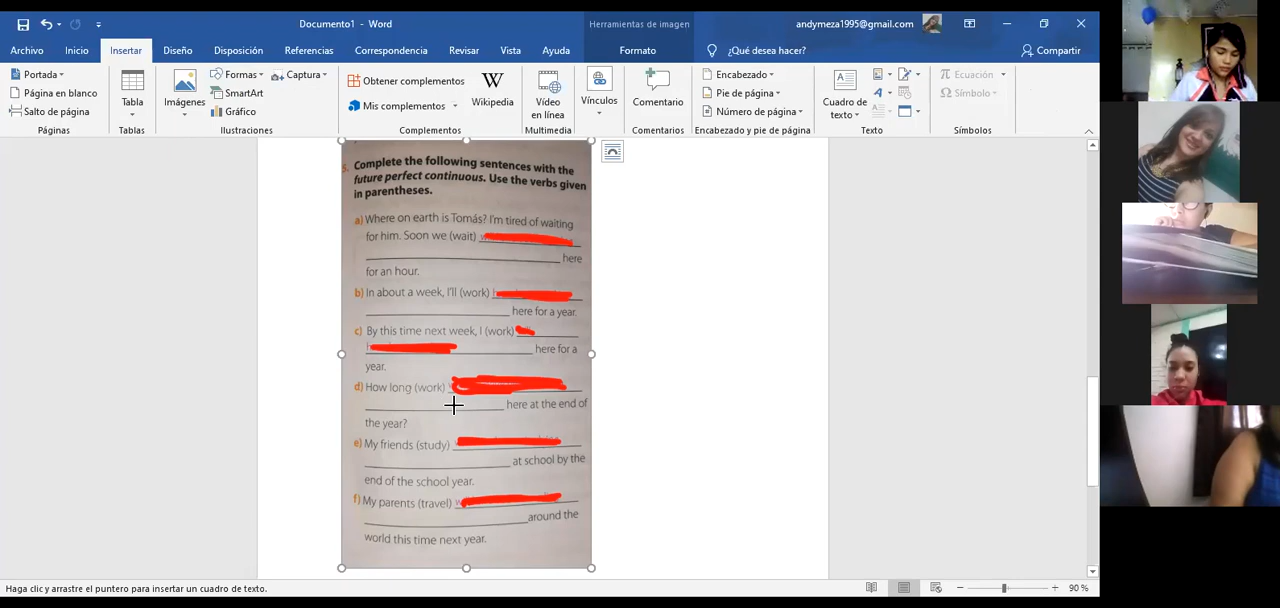 Documento1 - Word
Herramientas de imagen
andymeza1995@gmail.com
Archivo Inicio Insertar Diseño Disposición Referencias Correspondencia Revisar Vista Ayuda Formato ¿Qué desea hacer? Compartir
Portada
Página en blanco
Salto de página
Páginas
Tabla
Tablas
Imágenes
Formas
SmartArt
Gráfico
Captura
Ilustraciones
Obtener complementos
Mis complementos
Wikipedia
Complementos
Vídeo
en línea
Multimedia
Vínculos
Comentario
Comentarios
Encabezado
Pie de página
Número de página
Encabezado y pie de página
Cuadro de
texto
Texto
Ecuación
Símbolo
Símbolos
5. Complete the following sentences with the
future perfect continuous. Use the verbs given
in parentheses.
a) Where on earth is Tomás? I'm tired of waiting
for him. Soon we (wait)
here
for an hour.
b) In about a week, I'll (work)
here for a year.
c) By this time next week, I (work)
here for a
year.
d) How long (work)
here at the end of
the year?
e) My friends (study)
at school by the
end of the school year.
f) My parents (travel)
around the
world this time next year.
Haga clic y arrastre el puntero para insertar un cuadro de texto.
90 %